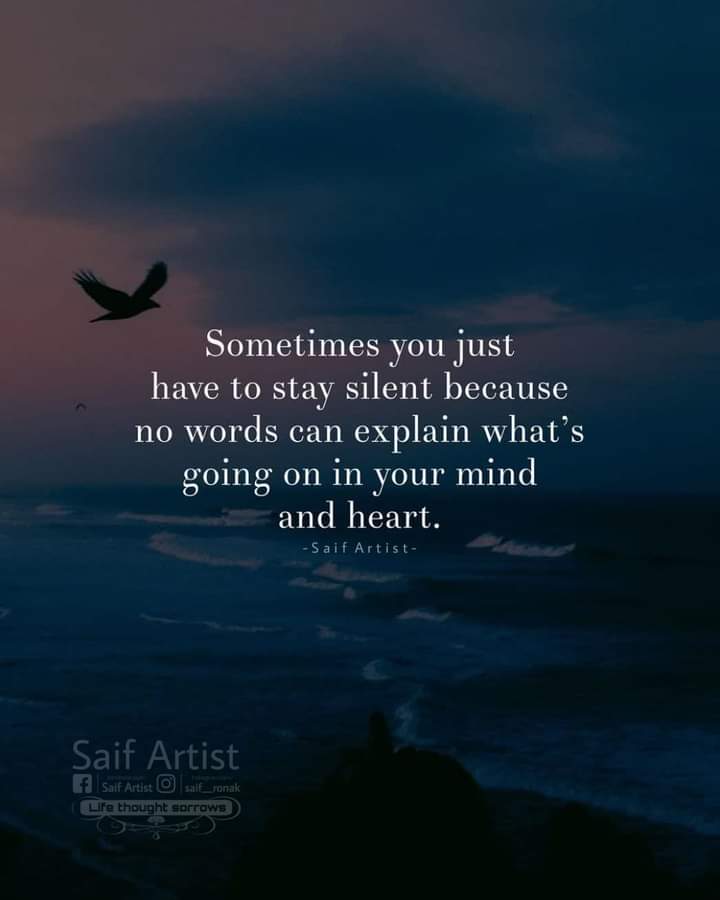 Sometimes you just
have to stay silent because
no words can explain what’s
going on in your mind
and heart.
-Saif Artist-
Saif Artist
Saif Artist saif__ronak
Life thought sorrows